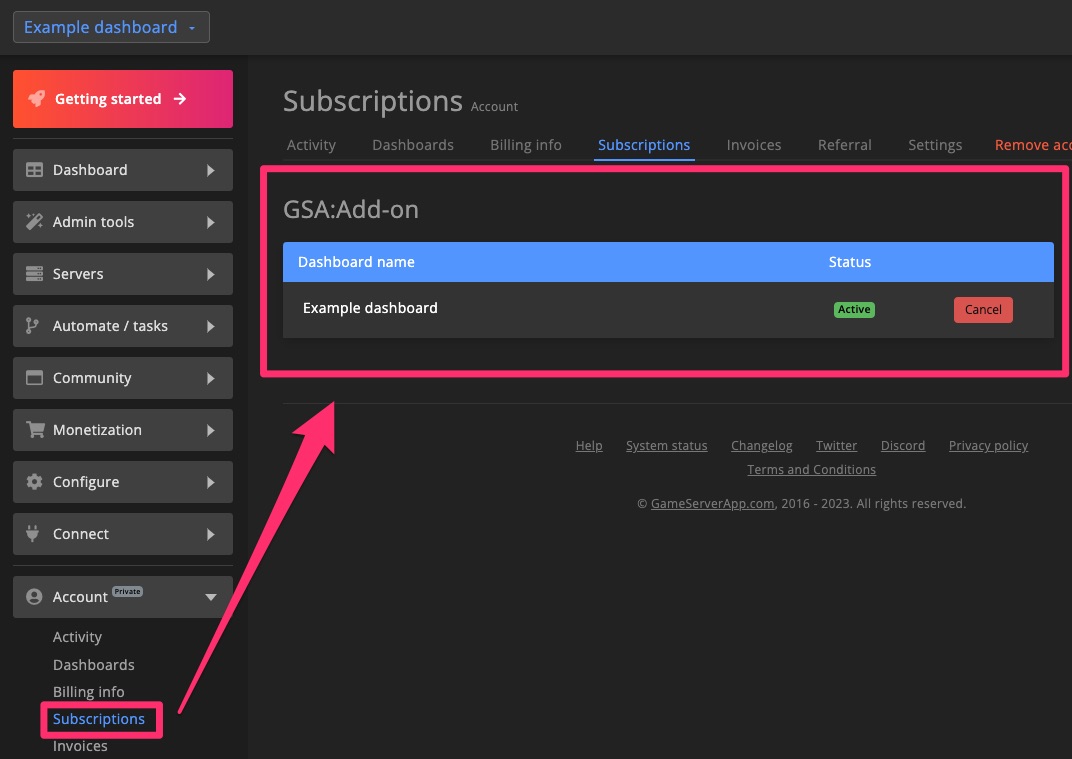 Example dashboard
Getting started
Dashboard
Admin tools
Servers
Automate / tasks
Community
Monetization
Configure
Connect
Account Private
Activity
Dashboards
Billing info
Subscriptions
Invoices
Subscriptions Account
Activity Dashboards Billing info Subscriptions Invoices Referral Settings Remove acc
GSA:Add-on
Dashboard name Status
Example dashboard Active Cancel
Help System status Changelog Twitter Discord Privacy policy
Terms and Conditions
© GameServerApp.com, 2016 - 2023. All rights reserved.